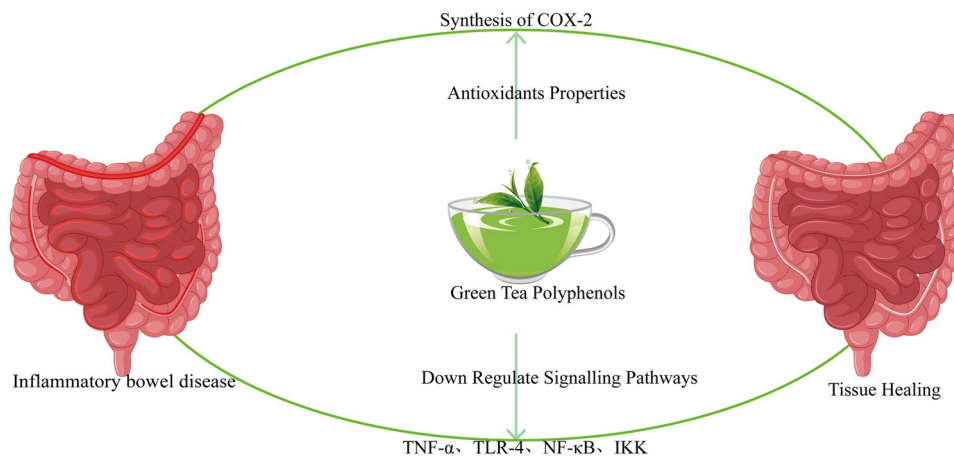 Synthesis of COX-2
Antioxidants Properties
Green Tea Polyphenols
Inflammatory bowel disease
Down Regulate Signalling Pathways
Tissue Healing
TNF-α、TLR-4、NF-κB、IKK